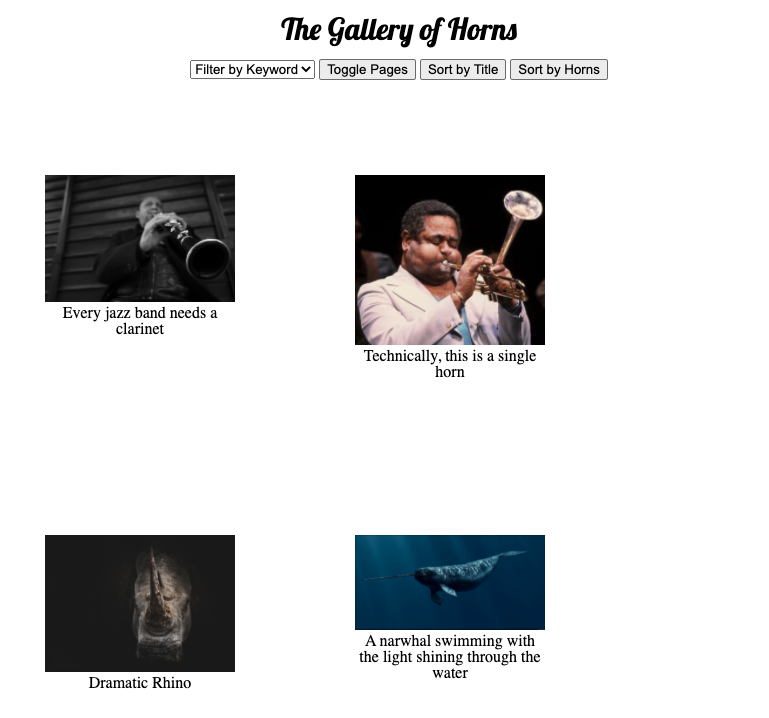 The Gallery of Horns
Filter by Keyword
Toggle Pages
Sort by Title
Sort by Horns
Every jazz band needs a
clarinet
Technically, this is a single
horn
Dramatic Rhino
A narwhal swimming with
the light shining through the
water